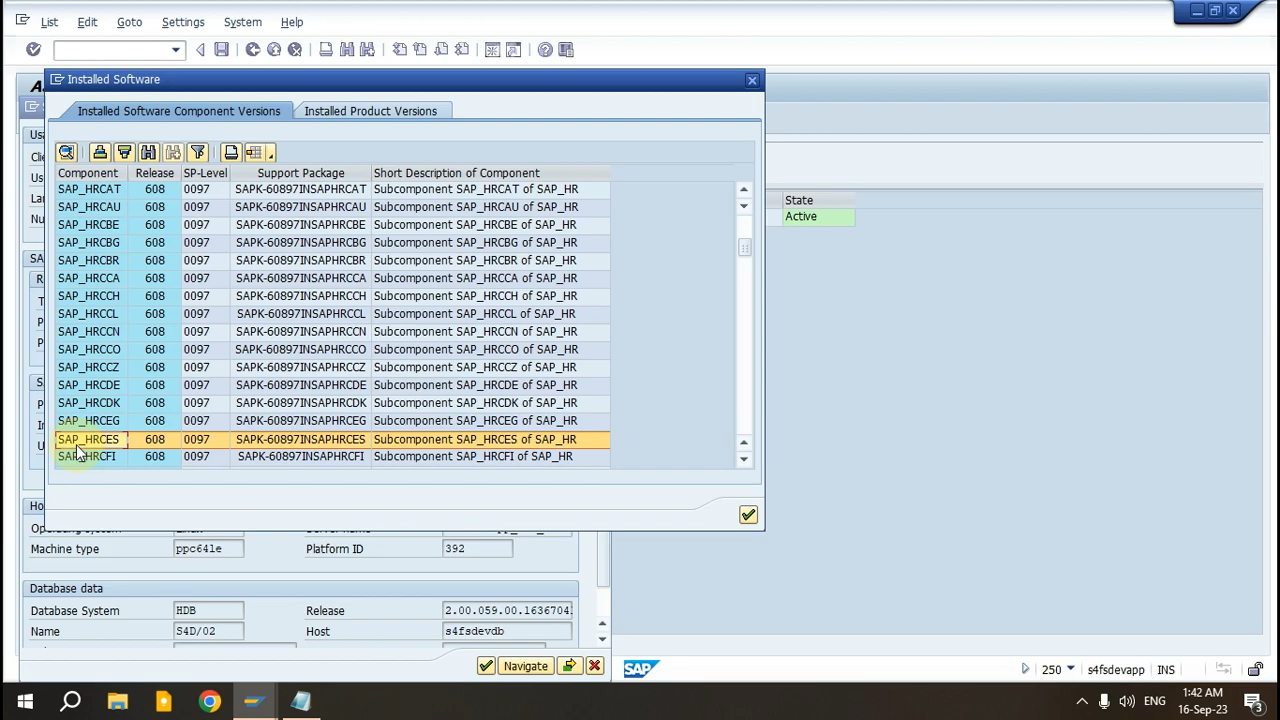 List Edit Goto Settings System Help
Installed Software
Installed Software Component Versions Installed Product Versions
Component Release SP-Level Support Package Short Description of Component
SAP_HRCAT 608 0097 SAPK-60897INSAPHRCAT Subcomponent SAP_HRCAT of SAP_HR
SAP_HRCAU 608 0097 SAPK-60897INSAPHRCAU Subcomponent SAP_HRCAU of SAP_HR
SAP_HRCBE 608 0097 SAPK-60897INSAPHRCBE Subcomponent SAP_HRCBE of SAP_HR
SAP_HRCBG 608 0097 SAPK-60897INSAPHRCBG Subcomponent SAP_HRCBG of SAP_HR
SAP_HRCBR 608 0097 SAPK-60897INSAPHRCBR Subcomponent SAP_HRCBR of SAP_HR
SAP_HRCCA 608 0097 SAPK-60897INSAPHRCCA Subcomponent SAP_HRCCA of SAP_HR
SAP_HRCCH 608 0097 SAPK-60897INSAPHRCCH Subcomponent SAP_HRCCH of SAP_HR
SAP_HRCCL 608 0097 SAPK-60897INSAPHRCCL Subcomponent SAP_HRCCL of SAP_HR
SAP_HRCCN 608 0097 SAPK-60897INSAPHRCCN Subcomponent SAP_HRCCN of SAP_HR
SAP_HRCCO 608 0097 SAPK-60897INSAPHRCCO Subcomponent SAP_HRCCO of SAP_HR
SAP_HRCCZ 608 0097 SAPK-60897INSAPHRCCZ Subcomponent SAP_HRCCZ of SAP_HR
SAP_HRCDE 608 0097 SAPK-60897INSAPHRCDE Subcomponent SAP_HRCDE of SAP_HR
SAP_HRCDK 608 0097 SAPK-60897INSAPHRCDK Subcomponent SAP_HRCDK of SAP_HR
SAP_HRCEG 608 0097 SAPK-60897INSAPHRCEG Subcomponent SAP_HRCEG of SAP_HR
SAP_HRCES 608 0097 SAPK-60897INSAPHRCES Subcomponent SAP_HRCES of SAP_HR
SAP_HRCFI 608 0097 SAPK-60897INSAPHRCFI Subcomponent SAP_HRCFI of SAP_HR
State
Active
Machine type ppc64le Platform ID 392
Database data
Database System HDB Release 2.00.059.00.1636704
Name S4D/02 Host s4fsdevdb
Navigate
SAP 250 s4fsdevapp INS
ENG 1:42 AM
16-Sep-23 3